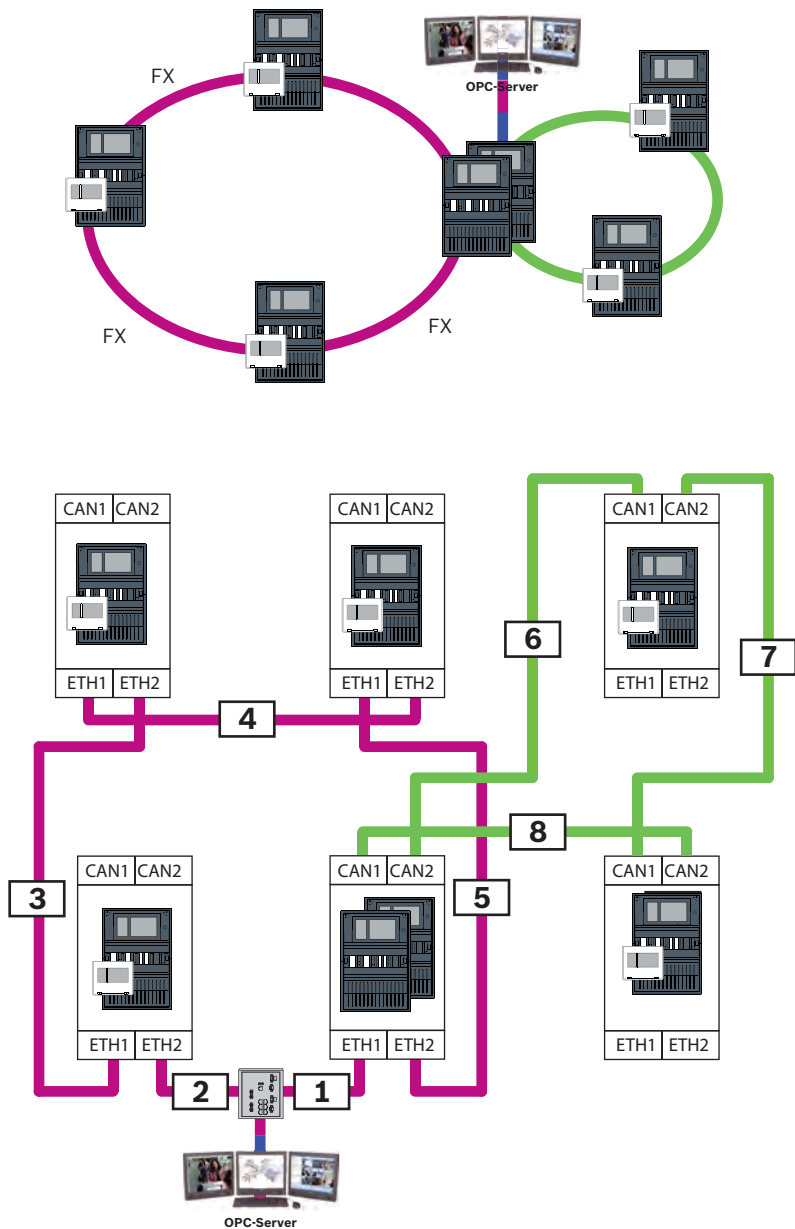 FX
OPC-Server
FX
FX
CAN1 CAN2
CAN1 CAN2
CAN1 CAN2
6
7
ETH1 ETH2
ETH1 ETH2
ETH1 ETH2
4
8
CAN1 CAN2
CAN1 CAN2
CAN1 CAN2
3
5
ETH1 ETH2
ETH1 ETH2
ETH1 ETH2
2
1
OPC-Server